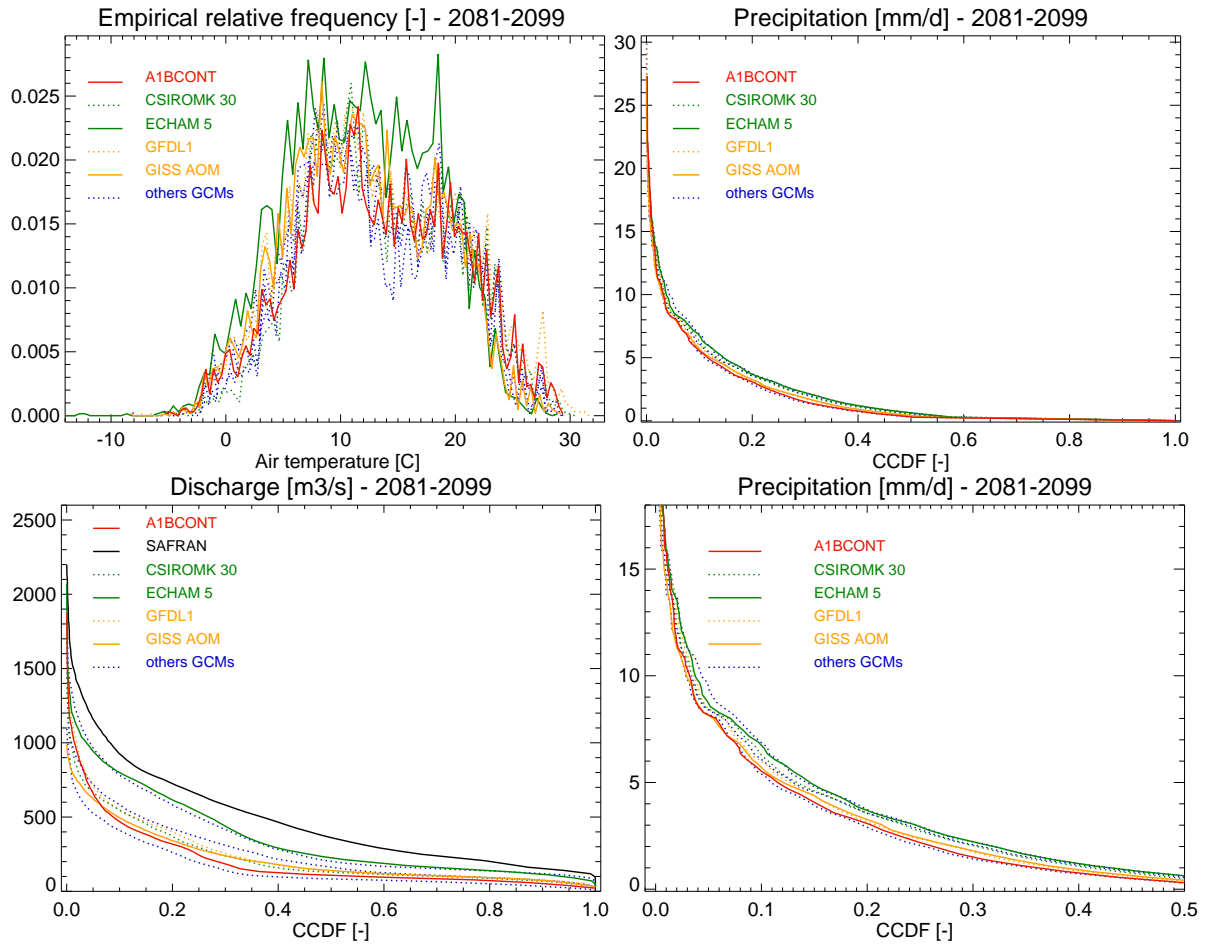 Empirical relative frequency [-] - 2081-2099
0.025
0.020
0.015
0.010
0.005
0.000
A1BCONT
CSIROMK 30
ECHAM 5
GFDL1
GISS AOM
others GCMs
-10
0
10
20
30
Air temperature [C]
Precipitation [mm/d] - 2081-2099
30
25
20
15
10
5
0
A1BCONT
CSIROMK 30
ECHAM 5
GFDL1
GISS AOM
others GCMs
0.0
0.2
0.4
0.6
0.8
1.0
CCDF [-]
Discharge [m3/s] - 2081-2099
2500
2000
1500
1000
500
0
A1BCONT
SAFRAN
CSIROMK 30
ECHAM 5
GFDL1
GISS AOM
others GCMs
0.0
0.2
0.4
0.6
0.8
1.0
CCDF [-]
Precipitation [mm/d] - 2081-2099
15
10
5
0
A1BCONT
CSIROMK 30
ECHAM 5
GFDL1
GISS AOM
others GCMs
0.0
0.1
0.2
0.3
0.4
0.5
CCDF [-]